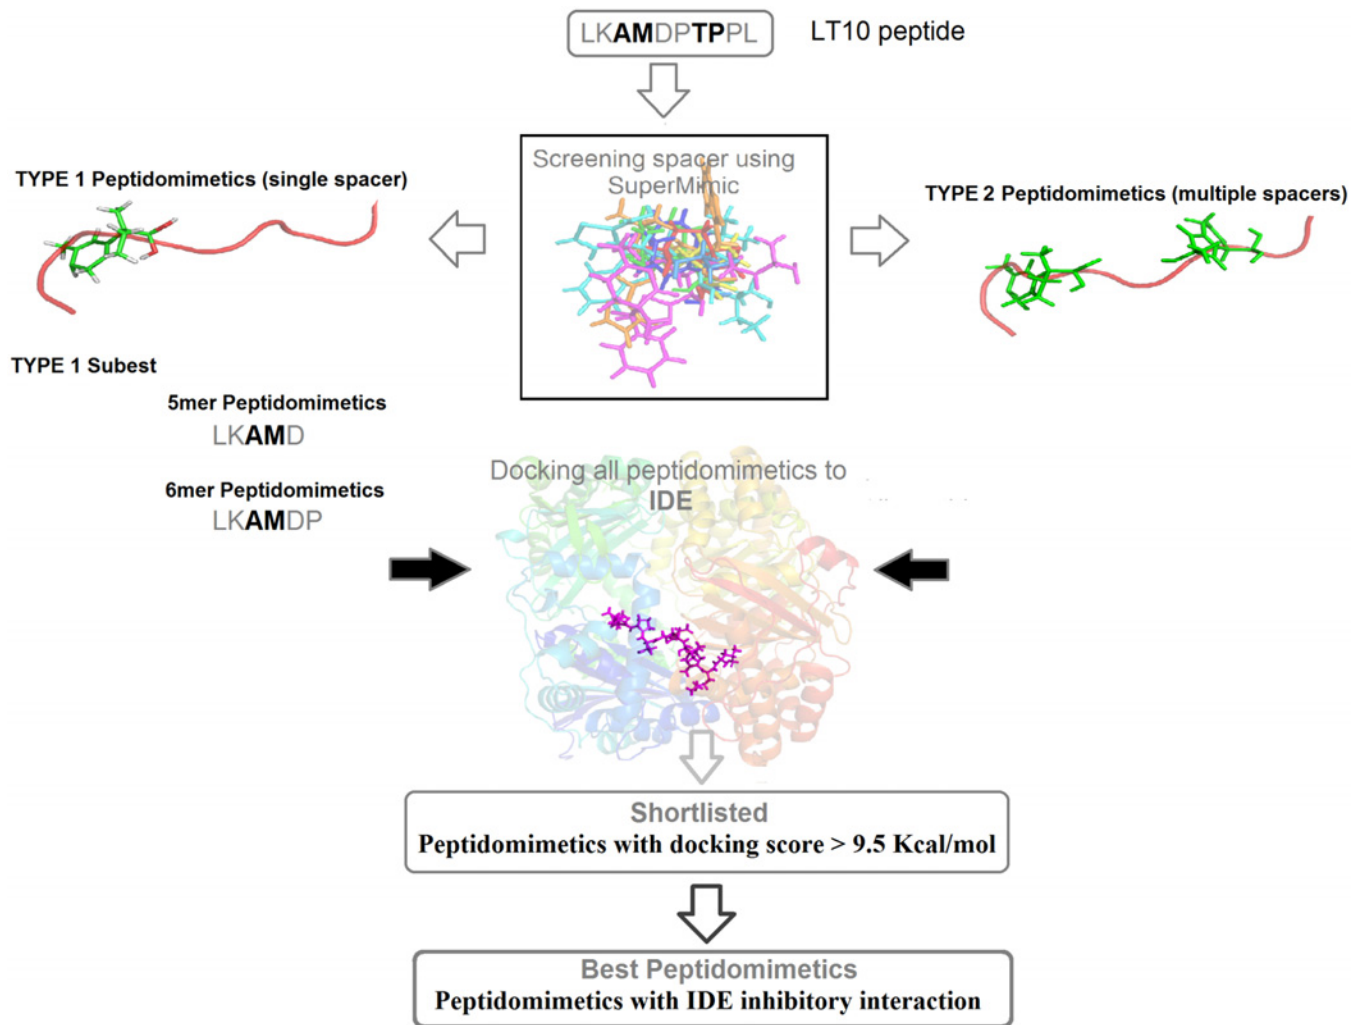 LKAMDPTPPL
LT10 peptide
Screening spacer using
SuperMimic
TYPE 1 Peptidomimetics (single spacer)
TYPE 2 Peptidomimetics (multiple spacers)
TYPE 1 Subest
5mer Peptidomimetics
LKAMD
6mer Peptidomimetics
LKAMDP
Docking all peptidomimetics to
IDE
Shortlisted
Peptidomimetics with docking score > 9.5 Kcal/mol
Best Peptidomimetics
Peptidomimetics with IDE inhibitory interaction